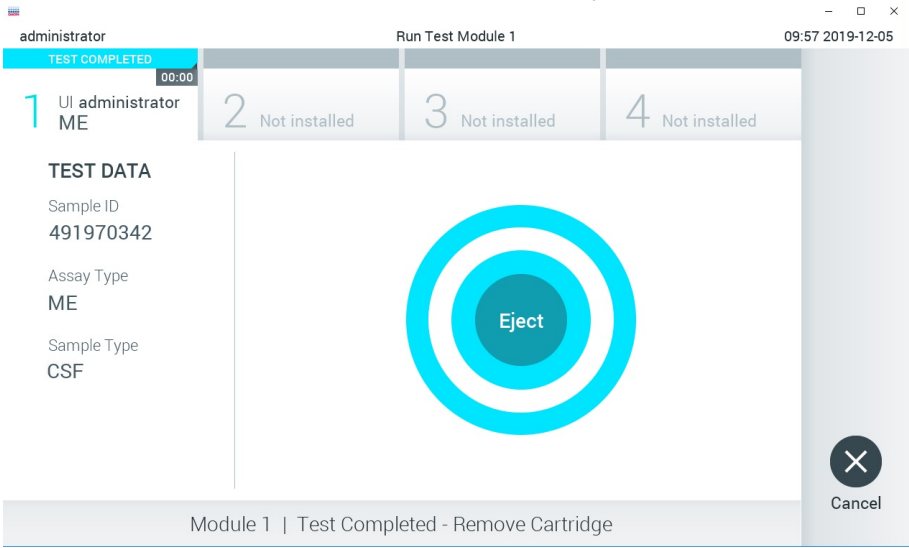 administrator
Run Test Module 1
09:57 2019-12-05
TEST COMPLETED
00:00
1 UI administrator
ME
2 Not installed
3 Not installed
4 Not installed
TEST DATA
Sample ID
491970342
Assay Type
ME
Sample Type
CSF
Eject
Cancel
Module 1 | Test Completed - Remove Cartridge